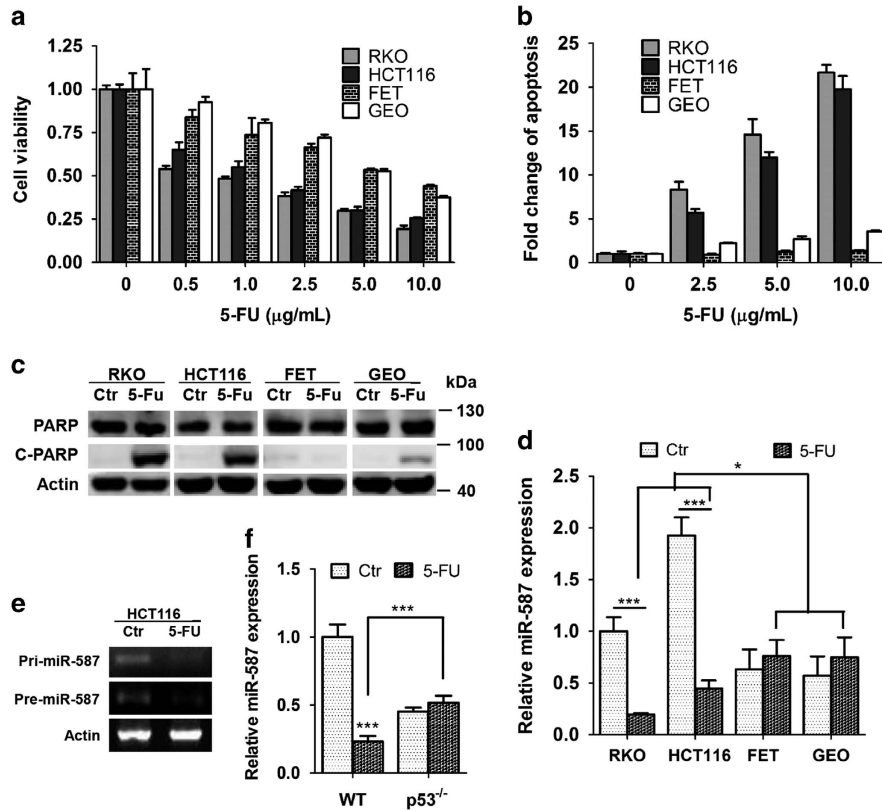 a
1.25
1.00
0.75
0.50
0.25
0.00
Cell viability
RKO
HCT116
FET
GEO
0 0.5 1.0 2.5 5.0 10.0
5-FU (μg/mL)
b
25
20
15
10
5
0
Fold change of apoptosis
RKO
HCT116
FET
GEO
0 2.5 5.0 10.0
5-FU (μg/mL)
c
RKO HCT116 FET GEO
Ctr 5-Fu Ctr 5-Fu Ctr 5-Fu Ctr 5-Fu kDa
PARP
130
C-PARP
100
Actin
40
d
Ctr 5-FU
2.5
2.0
1.5
1.0
0.5
0.0
Relative miR-587 expression
*
***
***
RKO HCT116 FET GEO
e
HCT116
Ctr 5-FU
Pri-miR-587
Pre-miR-587
Actin
f
Ctr 5-FU
1.5
1.0
0.5
0.0
Relative miR-587 expression
***
***
WT p53-/-